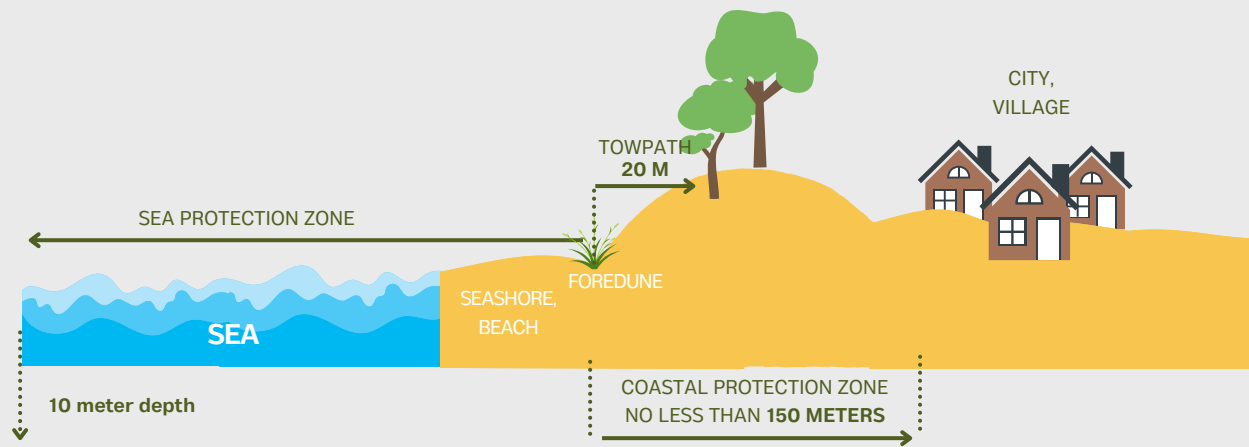 CITY,
VILLAGE
TOWPATH
20 M
SEA PROTECTION ZONE
FOREDUNE
SEASHORE,
BEACH
SEA
COASTAL PROTECTION ZONE
NO LESS THAN 150 METERS
10 meter depth